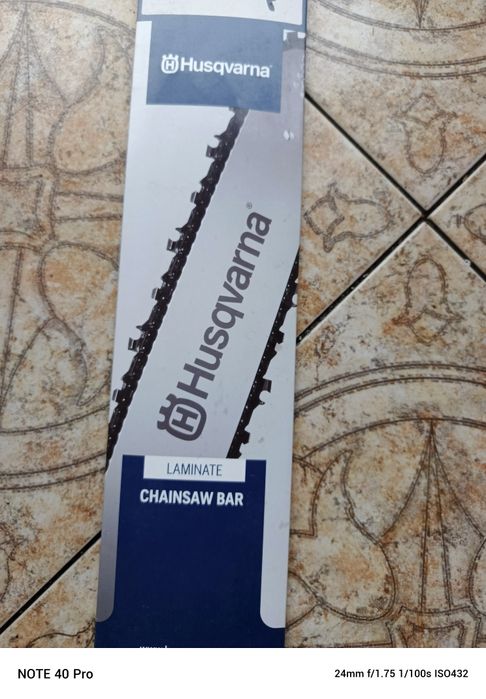 Husqvarna
Husqvarna
LAMINATE
CHAINSAW BAR
NOTE 40 Pro
24mm f/1.75 1/100s ISO432